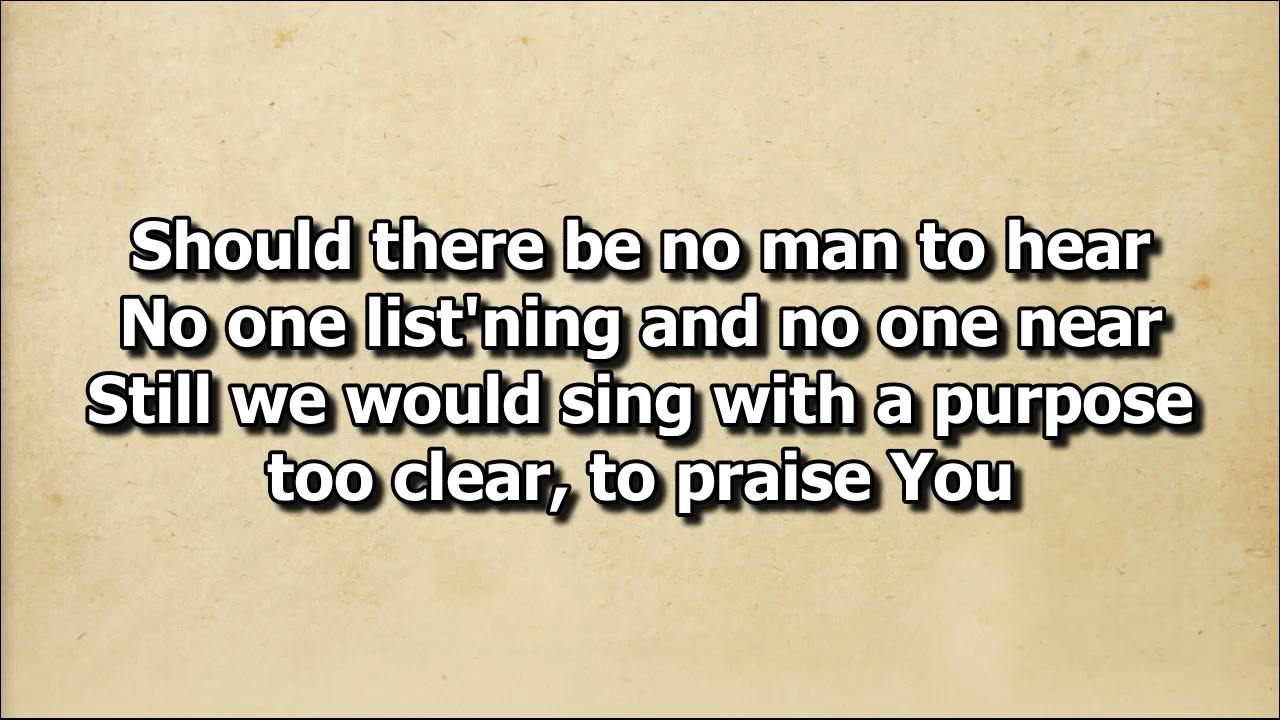 Should there be no man to hear
No one list'ning and no one near
Still we would sing with a purpose
too clear, to praise You